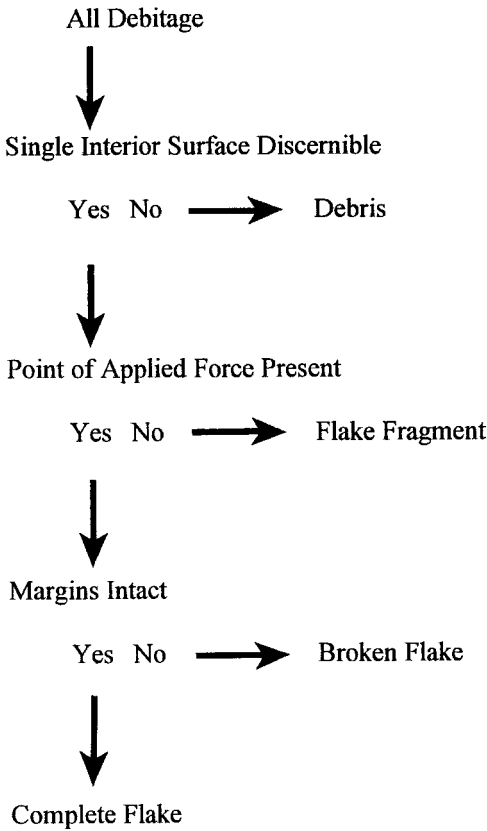 All Debitage
Single Interior Surface Discernible
Yes No Debris
Point of Applied Force Present
Yes No Flake Fragment
Margins Intact
Yes No Broken Flake
Complete Flake